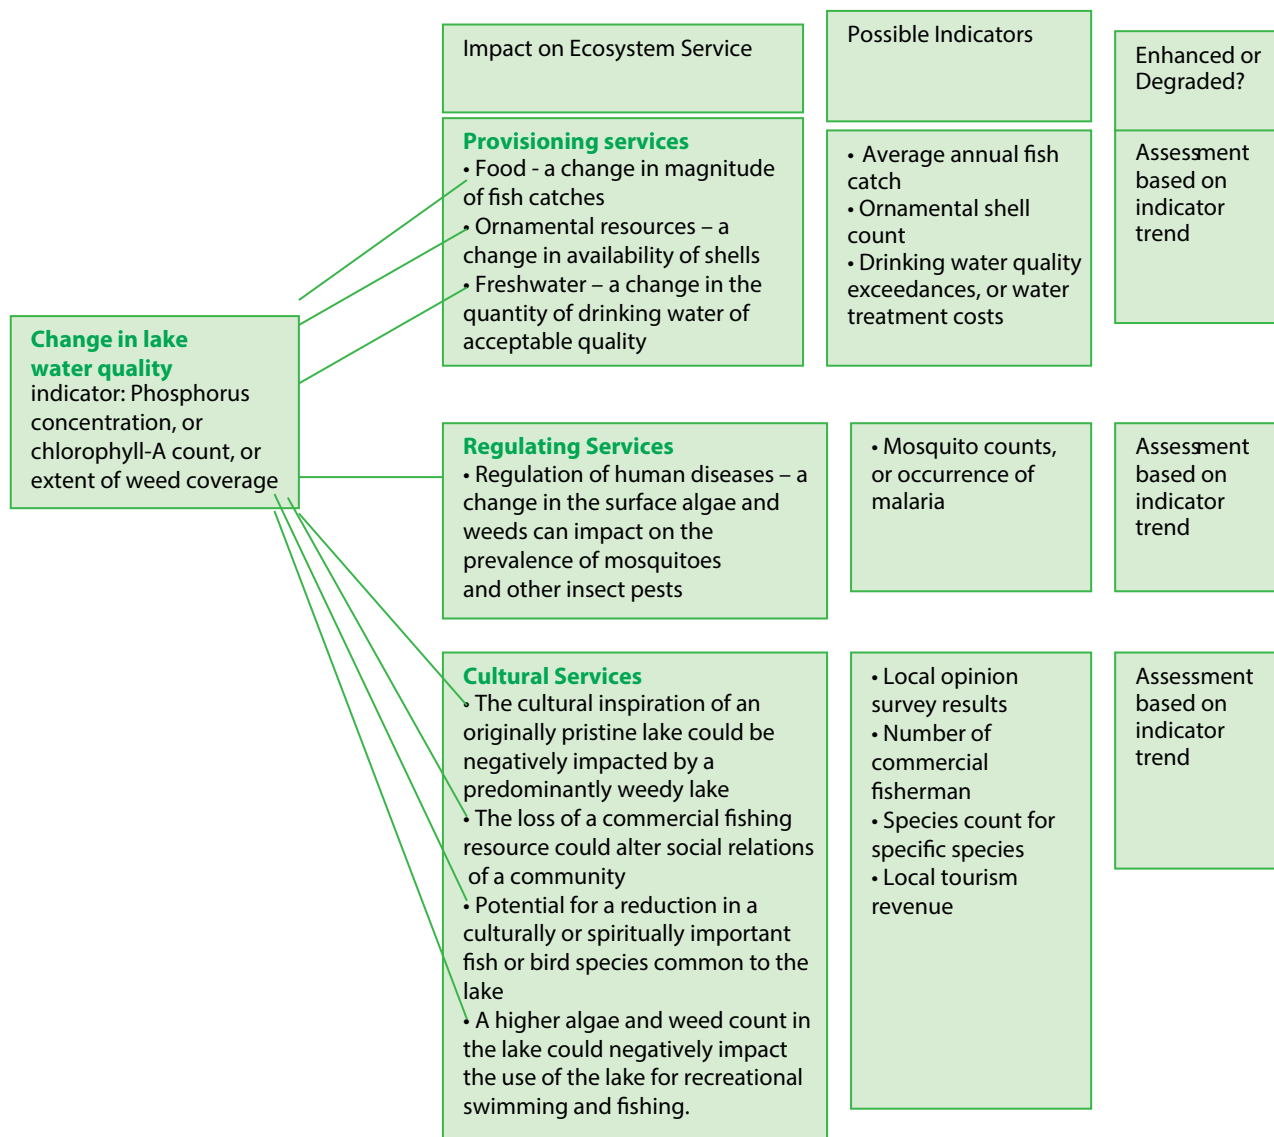 Impact on Ecosystem Service
Possible Indicators
Enhanced or
Degraded?
Change in lake
water quality
indicator: Phosphorus
concentration, or
chlorophyll-A count, or
extent of weed coverage
Provisioning services
• Food - a change in magnitude
of fish catches
• Ornamental resources – a
change in availability of shells
• Freshwater – a change in the
quantity of drinking water of
acceptable quality
• Average annual fish
catch
• Ornamental shell
count
• Drinking water quality
exceedances, or water
treatment costs
Assessment
based on
indicator
trend
Regulating Services
• Regulation of human diseases – a
change in the surface algae and
weeds can impact on the
prevalence of mosquitoes
and other insect pests
• Mosquito counts,
or occurrence of
malaria
Assessment
based on
indicator
trend
Cultural Services
• The cultural inspiration of an
originally pristine lake could be
negatively impacted by a
predominantly weedy lake
• The loss of a commercial fishing
resource could alter social relations
of a community
• Potential for a reduction in a
culturally or spiritually important
fish or bird species common to the
lake
• A higher algae and weed count in
the lake could negatively impact
the use of the lake for recreational
swimming and fishing.
• Local opinion
survey results
• Number of
commercial
fisherman
• Species count for
specific species
• Local tourism
revenue
Assessment
based on
indicator
trend